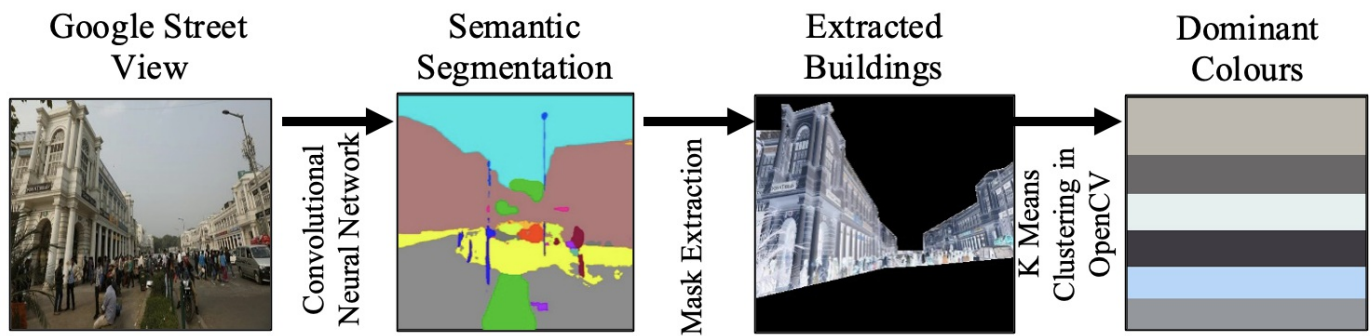 Google Street
View
Semantic
Segmentation
Extracted
Buildings
Dominant
Colours
Convolutional
Neural Network
Mask Extraction
K Means
Clustering in
OpenCV